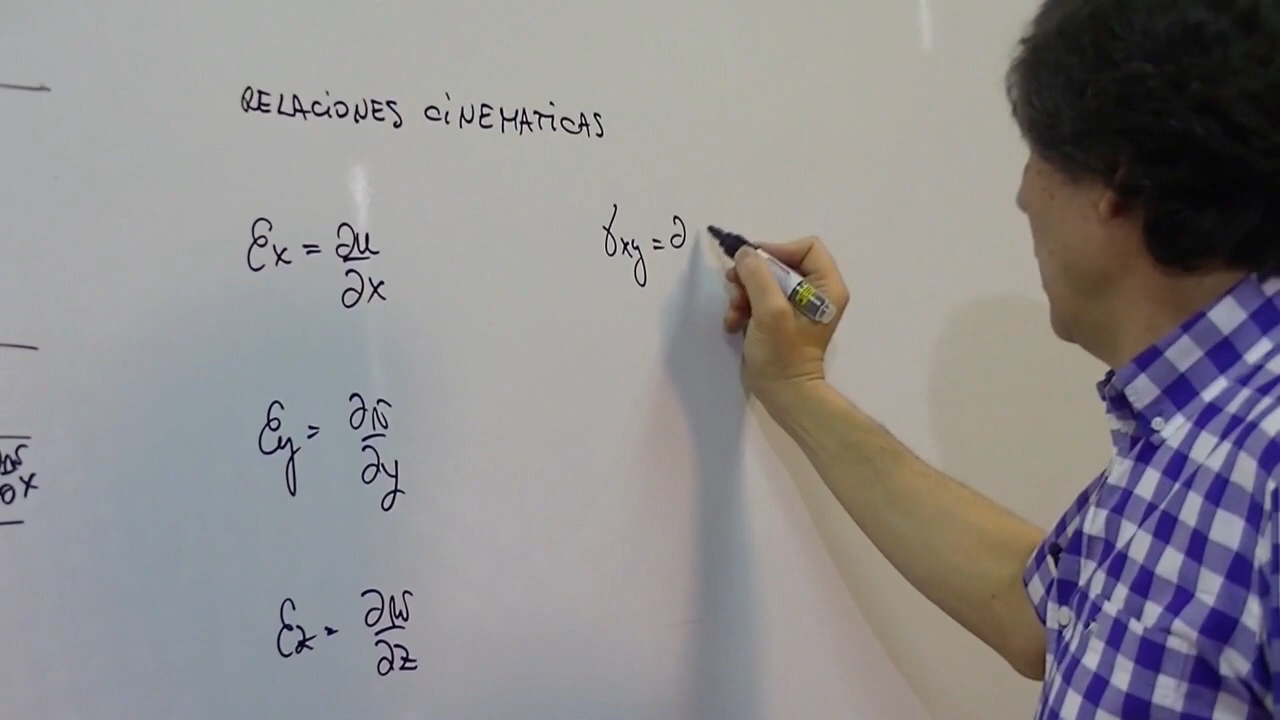 RELACIONES CINEMATICAS
εx = ∂u/∂x
γxy = ∂
εy = ∂v/∂y
εz = ∂w/∂z